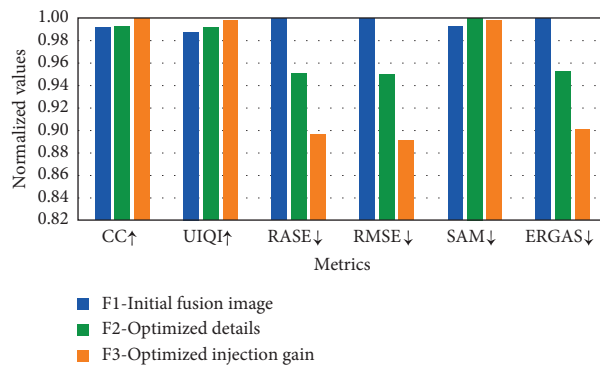 Normalized values
1.00
0.98
0.96
0.94
0.92
0.90
0.88
0.86
0.84
0.82
CC↑ UIQI↑ RASE↓ RMSE↓ SAM↓ ERGAS↓
Metrics
F1-Initial fusion image
F2-Optimized details
F3-Optimized injection gain